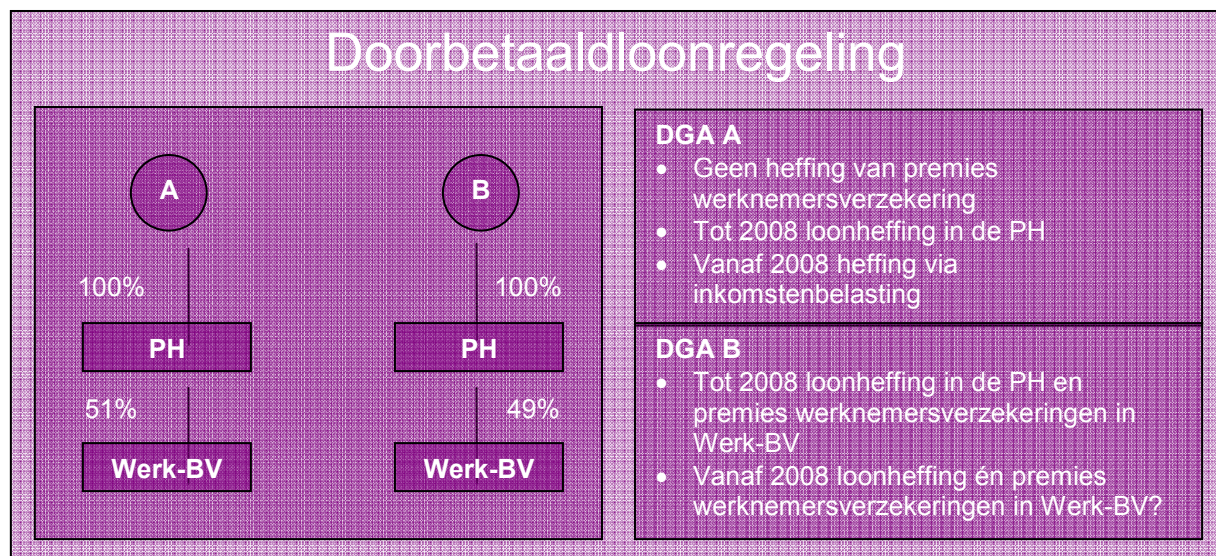 Doorbetaaldloonregeling
A
B
100%
100%
PH
PH
51%
49%
Werk-BV
Werk-BV
DGA A
• Geen heffing van premies
werknemersverzekering
• Tot 2008 loonheffing in de PH
• Vanaf 2008 heffing via
inkomstenbelasting
DGA B
• Tot 2008 loonheffing in de PH en
premies werknemersverzekeringen in
Werk-BV
• Vanaf 2008 loonheffing én premies
werknemersverzekeringen in Werk-BV?